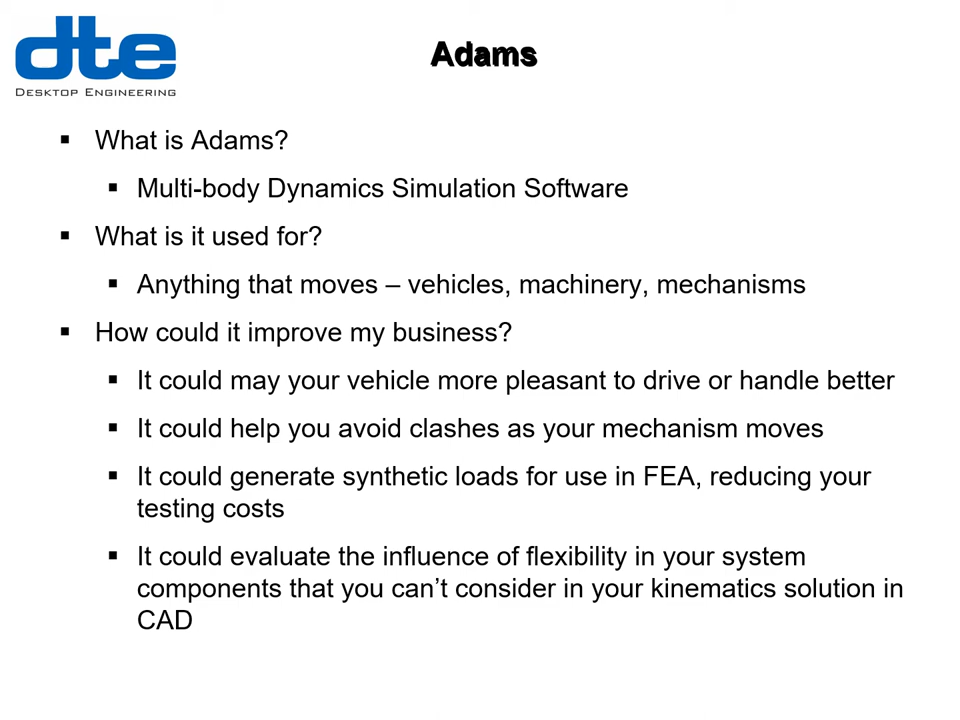 dte
DESKTOP ENGINEERING
Adams
▪ What is Adams?
▪ Multi-body Dynamics Simulation Software
▪ What is it used for?
▪ Anything that moves – vehicles, machinery, mechanisms
▪ How could it improve my business?
▪ It could may your vehicle more pleasant to drive or handle better
▪ It could help you avoid clashes as your mechanism moves
▪ It could generate synthetic loads for use in FEA, reducing your
testing costs
▪ It could evaluate the influence of flexibility in your system
components that you can’t consider in your kinematics solution in
CAD